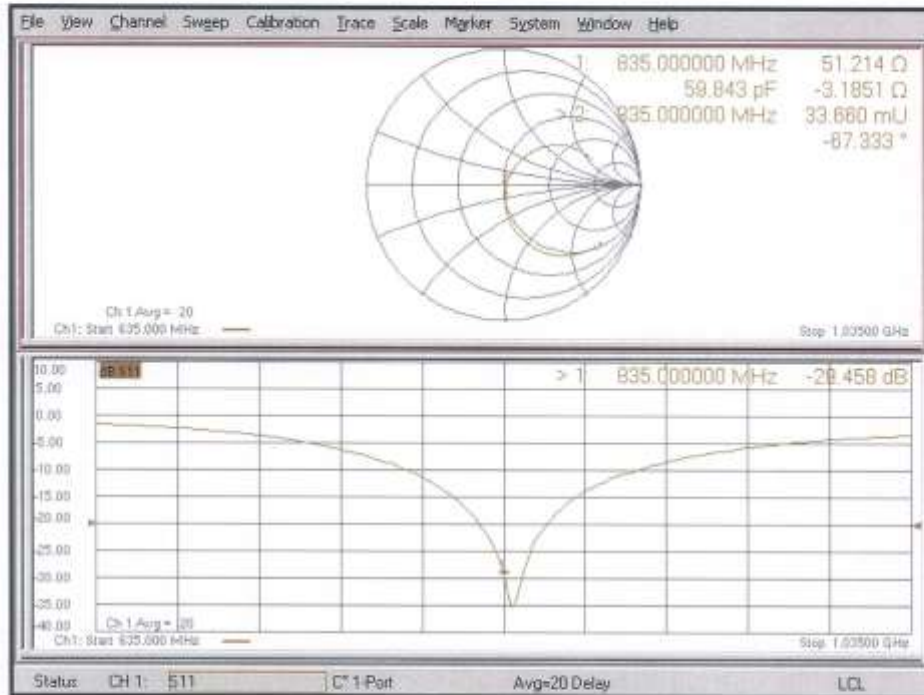 File View Channel Sweep Calibration Trace Scale Marker System Window Help
1: 835.000000 MHz 51.214 Ω
59.843 pF -3.1851 Ω
> 2: 835.000000 MHz 33.660 mU
-67.333 °
Ch 1 Avg = 20
Ch1: Start 635.000 MHz
Stop 1.03500 GHz
10.00
dB S11
> 1: 835.000000 MHz -29.458 dB
5.00
0.00
-5.00
-10.00
-15.00
-20.00
-25.00
-30.00
-35.00
-40.00
Ch 1 Avg = 20
Ch1: Start 635.000 MHz
Stop 1.03500 GHz
Status CH 1: S11 C* 1-Port Avg=20 Delay LCL